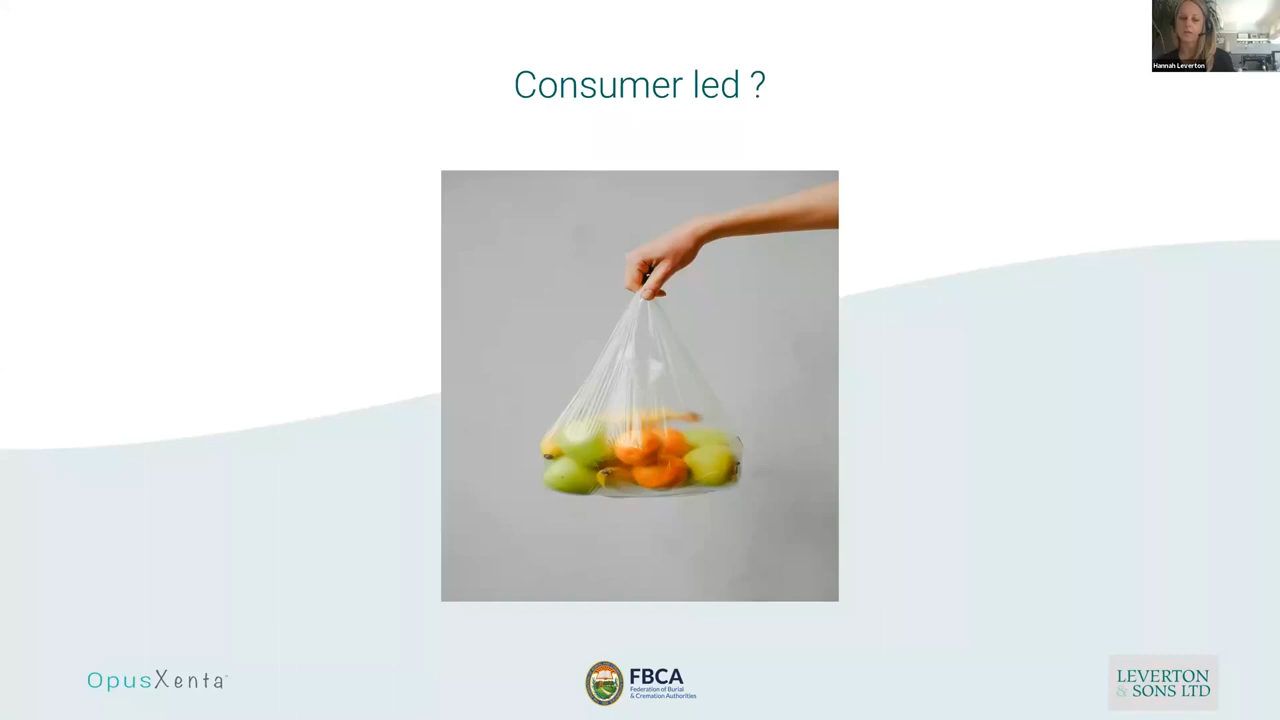 Consumer led ?
Hannah Leverton
OpusXenta
FBCA
Federation of Burial
& Cremation Authorities
LEVERTON
& SONS LTD